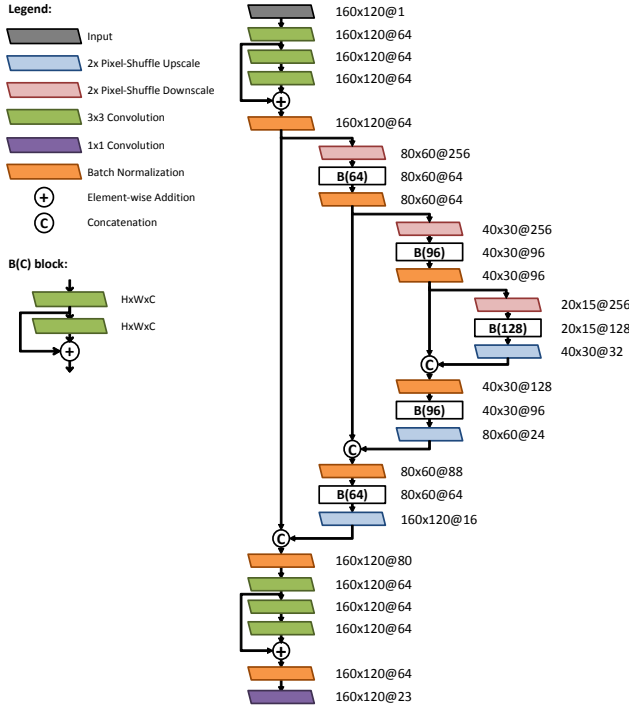 Legend:
Input
2x Pixel-Shuffle Upscale
2x Pixel-Shuffle Downscale
3x3 Convolution
1x1 Convolution
Batch Normalization
+
Element-wise Addition
C
Concatenation
B(C) block:
HxWxC
HxWxC
+
160x120@1
160x120@64
160x120@64
160x120@64
+
160x120@64
80x60@256
B(64)
80x60@64
80x60@64
40x30@256
B(96)
40x30@96
40x30@96
20x15@256
B(128)
20x15@128
40x30@32
C
40x30@128
B(96)
40x30@96
80x60@24
C
80x60@88
B(64)
80x60@64
160x120@16
C
160x120@80
160x120@64
160x120@64
160x120@64
+
160x120@64
160x120@23